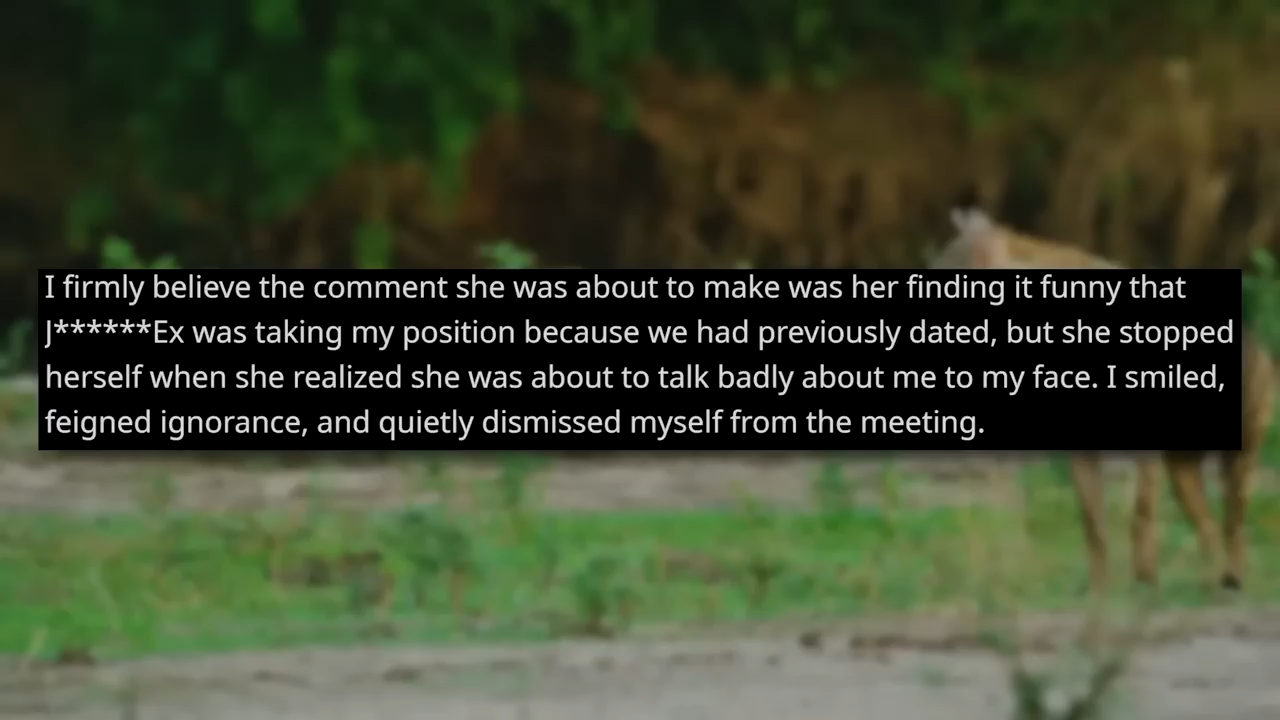 I firmly believe the comment she was about to make was her finding it funny that
J******Ex was taking my position because we had previously dated, but she stopped
herself when she realized she was about to talk badly about me to my face. I smiled,
feigned ignorance, and quietly dismissed myself from the meeting.